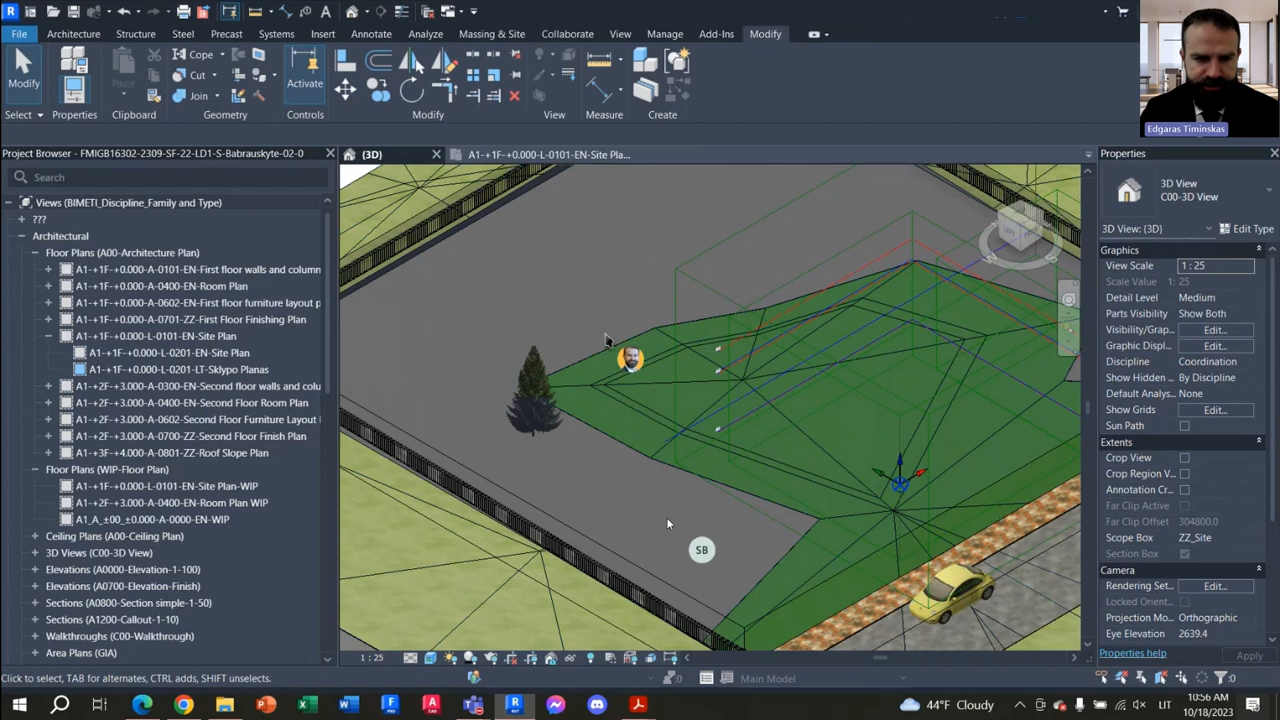 File Architecture Structure Steel Precast Systems Insert Annotate Analyze Massing & Site Collaborate View Manage Add-Ins Modify
Modify
Cope
Cut
Join
Paste
Activate
Select Properties Clipboard Geometry Controls Modify View Measure Create
Edgaras Timinskas
Project Browser - FMIGB16302-2309-SF-22-LD1-S-Babrauskyte-02-0
(3D)
A1-+1F-+0.000-L-0101-EN-Site Pla...
Properties
Search
3D View
C00-3D View
3D View: {3D}
Edit Type
Views (BIMETI_Discipline_Family and Type)
???
Architectural
Floor Plans (A00-Architecture Plan)
A1-+1F-+0.000-A-0101-EN-First floor walls and column
A1-+1F-+0.000-A-0400-EN-Room Plan
A1-+1F-+0.000-A-0602-EN-First floor furniture layout p
A1-+1F-+0.000-A-0701-ZZ-First Floor Finishing Plan
A1-+1F-+0.000-L-0101-EN-Site Plan
A1-+1F-+0.000-L-0201-EN-Site Plan
A1-+1F-+0.000-L-0201-LT-Sklypo Planas
A1-+2F-+3.000-A-0300-EN-Second floor walls and co
A1-+2F-+3.000-A-0400-EN-Second Floor Room Plan
A1-+2F-+3.000-A-0602-EN-Second Floor Furniture Layout
A1-+2F-+3.000-A-0700-ZZ-Second Floor Finish Plan
A1-+4F-+3.000-A-0801-ZZ-Roof Slope Plan
Floor Plans (WIP-Floor Plan)
A1-+1F-+0.000-L-0101-EN-Site Plan-WIP
A1-+2F-+3.000-A-0400-EN-Room Plan WIP
A1_A_±00_±0.000-A-0000-EN-WIP
Ceiling Plans (A00-Ceiling Plan)
3D Views (C00-3D View)
Elevations (A0000-Elevation-1-100)
Elevations (A0700-Elevation-Finish)
Sections (A0800-Section simple-1-50)
Sections (A1200-Callout-1-10)
Walkthroughs (C00-Walkthrough)
Area Plans (GIA)
SB
Graphics
View Scale 1 : 25
Scale Value 1: 25
Detail Level Medium
Parts Visibility Show Both
Visibility/Grap... Edit...
Graphic Displ... Edit...
Discipline Coordination
Show Hidden ... By Discipline
Default Analys... None
Show Grids Edit...
Sun Path
Extents
Crop View
Crop Region V...
Annotation Cr...
Far Clip Active
Far Clip Offset 304800.0
Scope Box ZZ_Site
Section Box
Camera
Rendering Set... Edit...
Locked Orient...
Projection Mo... Orthographic
Eye Elevation 2639.4
Properties help
Apply
1 : 25
Click to select, TAB for alternates, CTRL adds, SHIFT unselects.
:0
Main Model
:0
44°F Cloudy
LIT
10:56 AM
10/18/2023